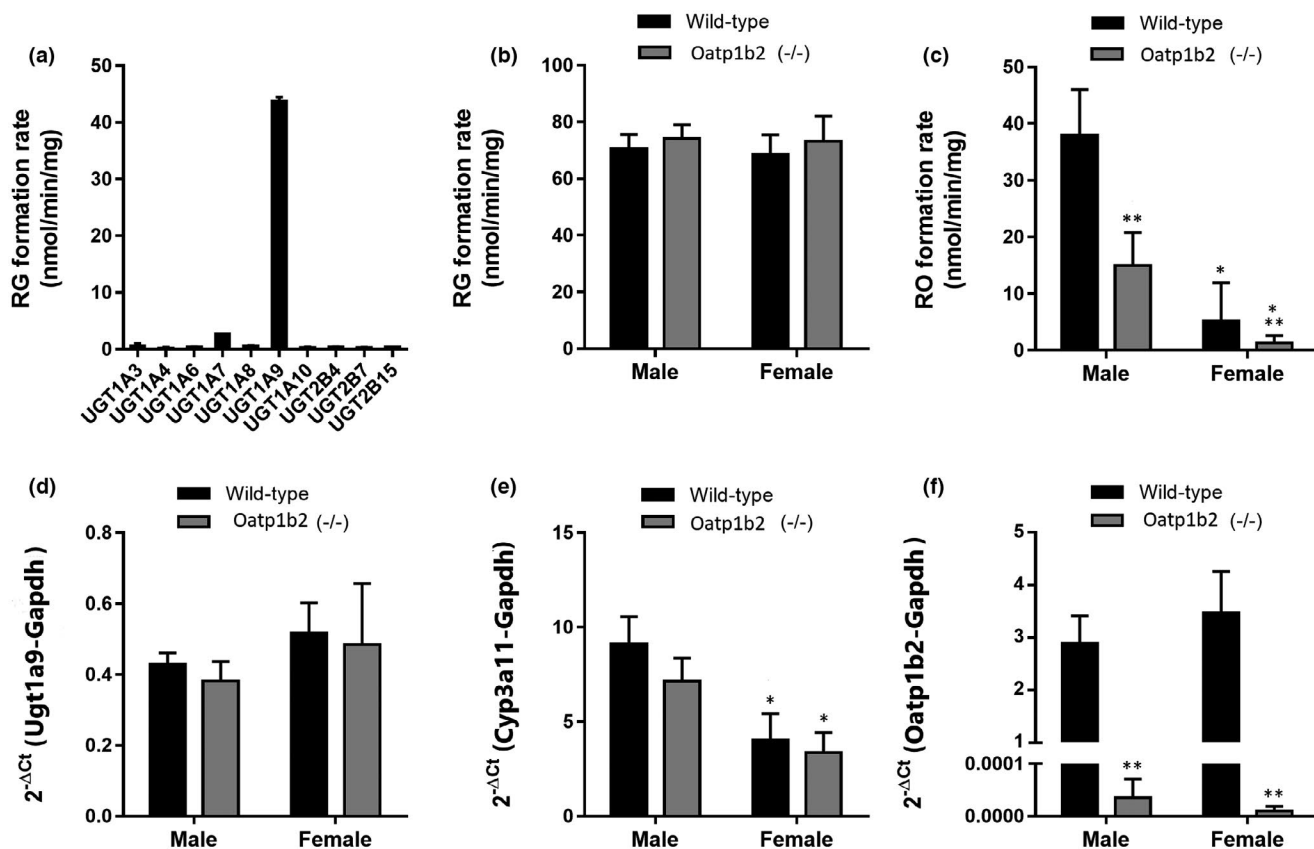 (a)
RG formation rate
(nmol/min/mg)
50
40
30
20
10
0
UGT1A3
UGT1A4
UGT1A6
UGT1A7
UGT1A8
UGT1A9
UGT1A10
UGT2B4
UGT2B7
UGT2B15
(b)
Wild-type
Oatp1b2 (-/-)
RG formation rate
(nmol/min/mg)
100
80
60
40
20
0
Male Female
(c)
Wild-type
Oatp1b2 (-/-)
RO formation rate
(nmol/min/mg)
50
40
30
20
10
0
**
*
*
**
Male Female
(d)
Wild-type
Oatp1b2 (-/-)
2-ΔCt (Ugt1a9-Gapdh)
0.8
0.6
0.4
0.2
0.0
Male Female
(e)
Wild-type
Oatp1b2 (-/-)
2-ΔCt (Cyp3a11-Gapdh)
15
10
5
0
*
*
Male Female
(f)
Wild-type
Oatp1b2 (-/-)
2-ΔCt (Oatp1b2-Gapdh)
5
4
3
2
1
0.0001
0.0000
**
**
Male Female